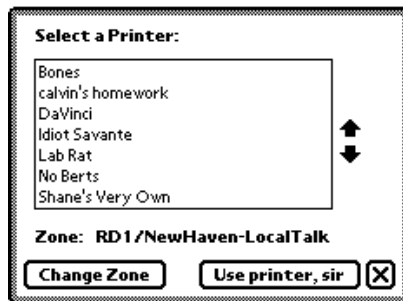 Select a Printer:
Bones
calvin's homework
DaVinci
Idiot Savante
Lab Rat
No Berts
Shane's Very Own
Zone: RD1/NewHaven-LocalTalk
Change Zone
Use printer, sir